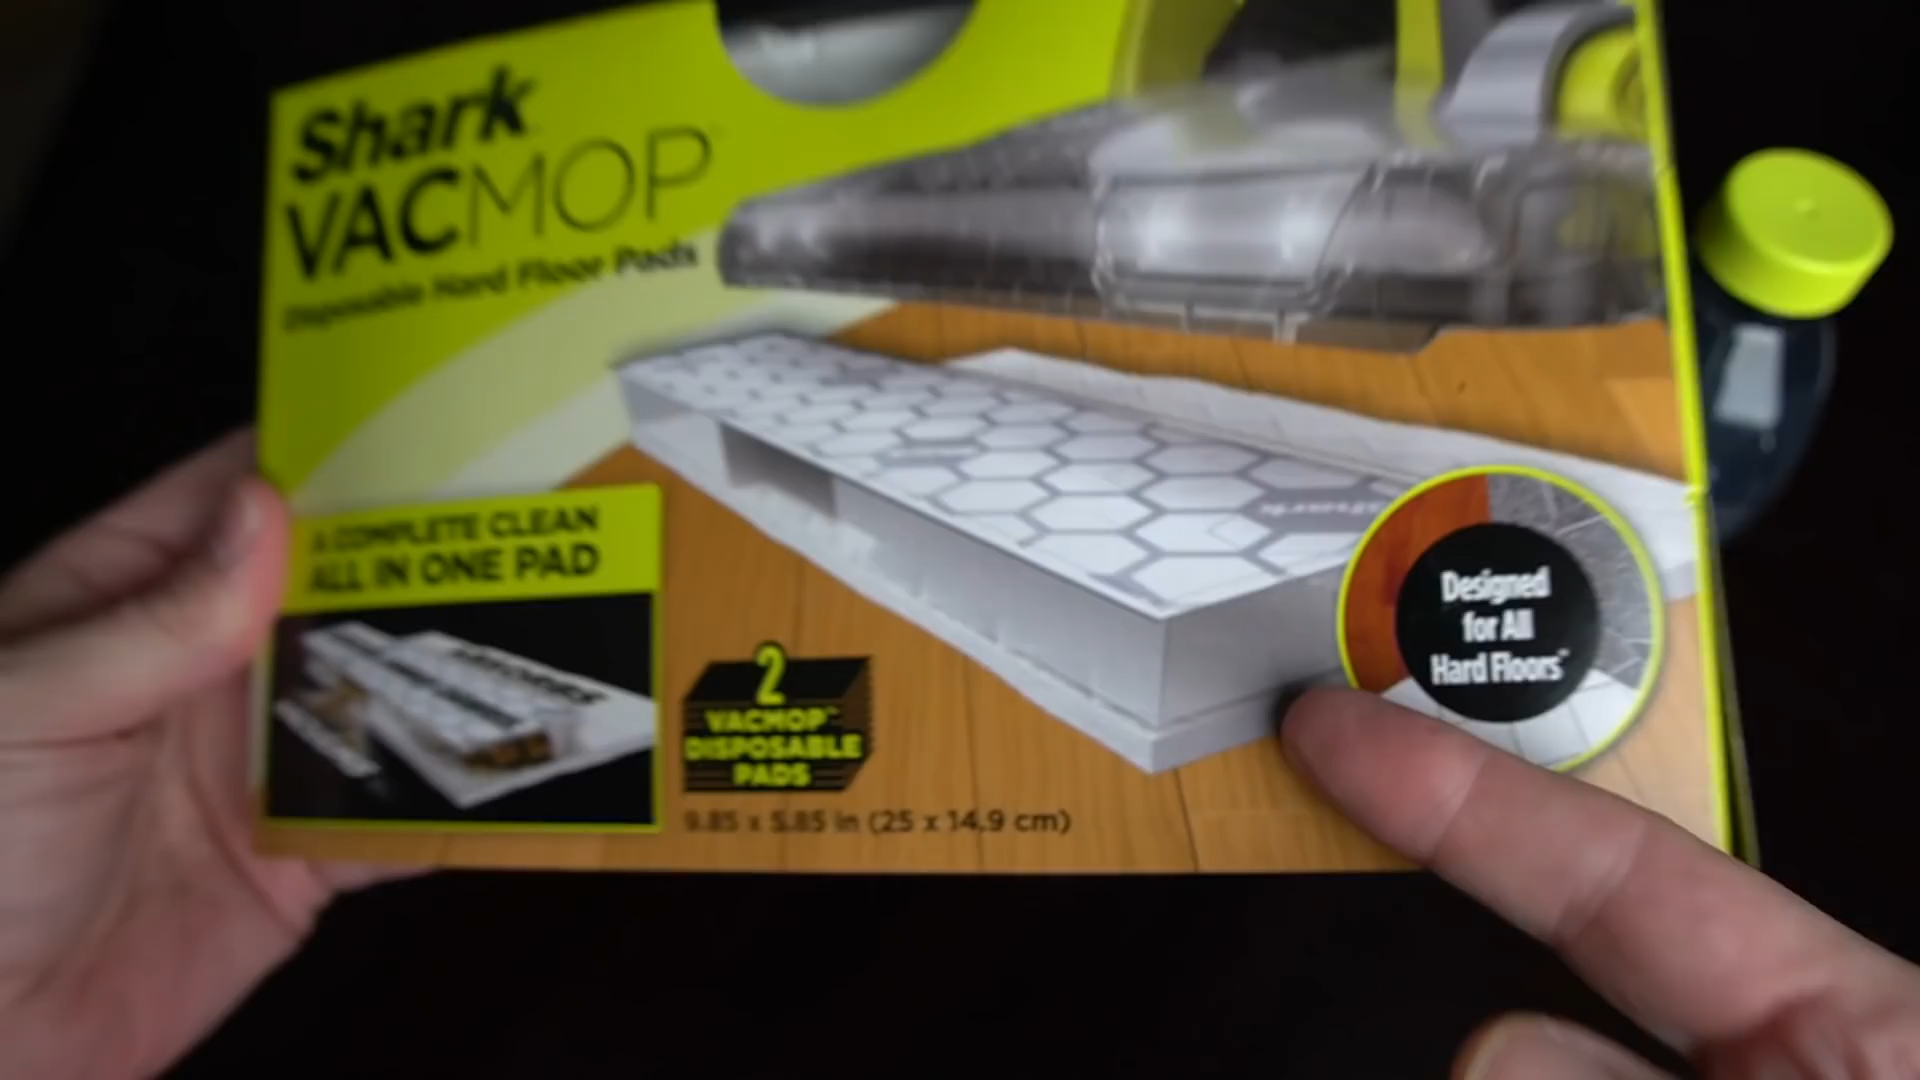 Shark
VACMOP
Disposable Hard Floor Pads
A COMPLETE CLEAN
ALL IN ONE PAD
2
VACMOP™
DISPOSABLE
PADS
9.85 x 5.85 in (25 x 14.9 cm)
Designed
for All
Hard Floors™
Shark